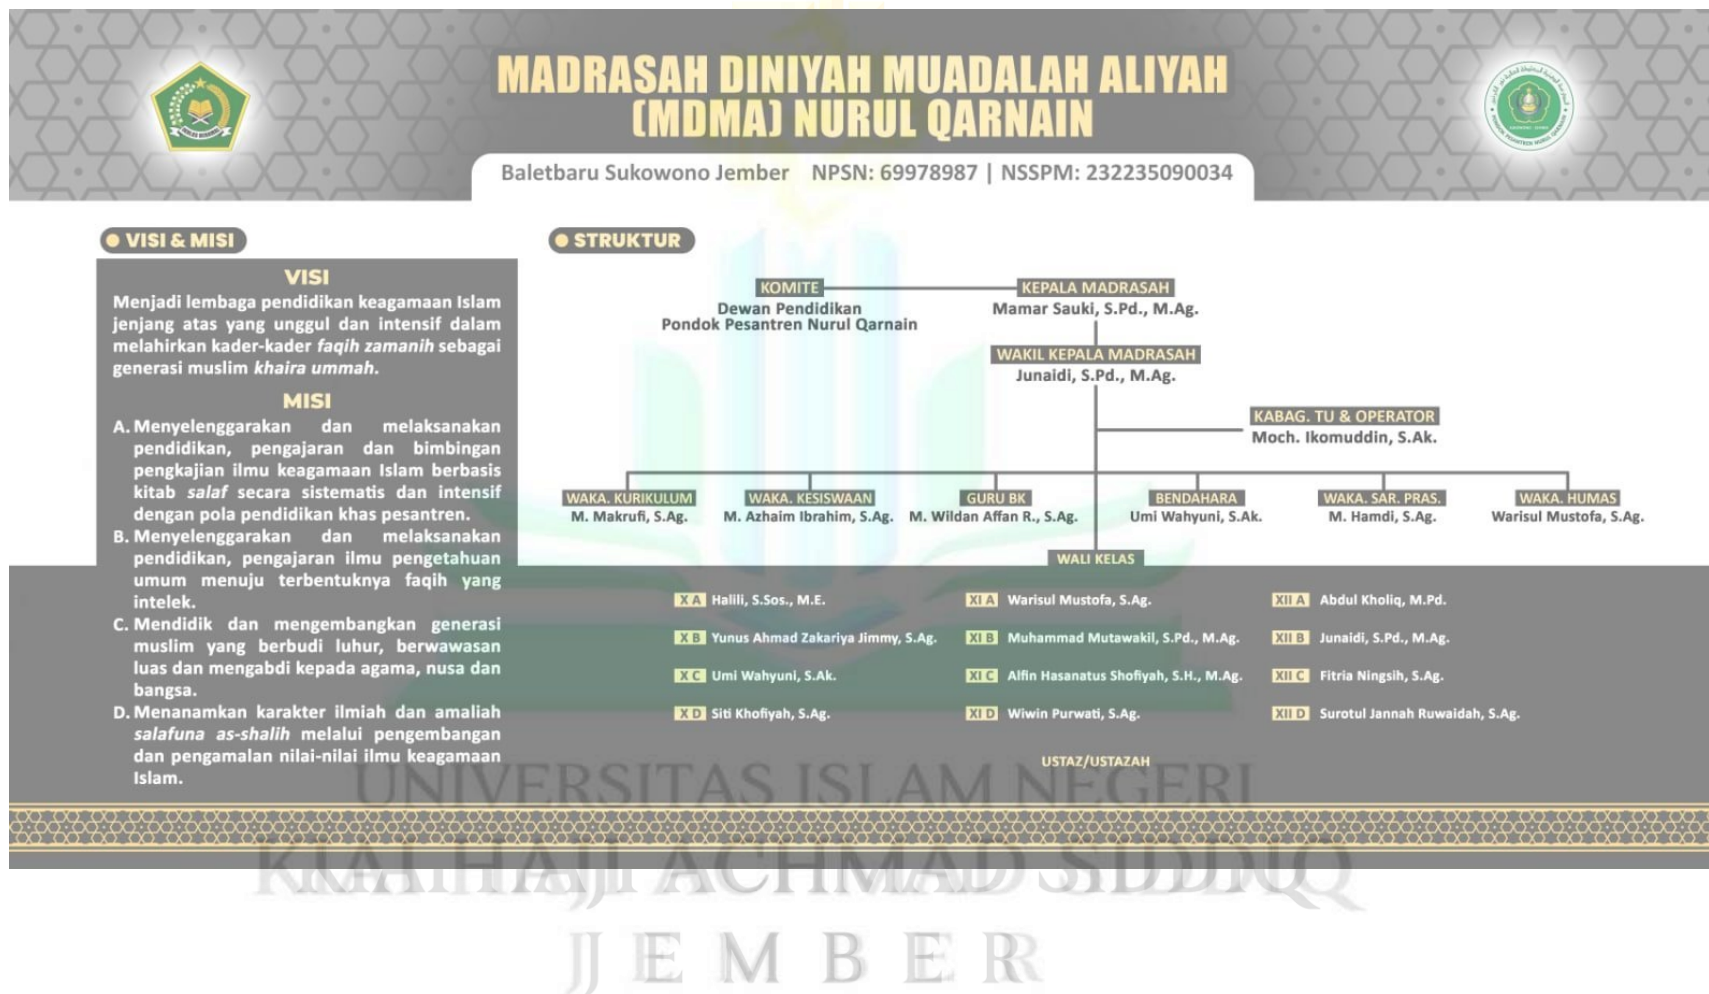 MADRASAH DINIYAH MUADALAH ALIYAH
(MDMA) NURUL QARNAIN
Baletbaru Sukowono Jember NPSN: 69978987 | NSSPM: 232235090034
VISI & MISI
VISI
Menjadi lembaga pendidikan keagamaan Islam
jenjang atas yang unggul dan intensif dalam
melahirkan kader-kader faqih zamanih sebagai
generasi muslim khaira ummah.
MISI
A. Menyelenggarakan dan melaksanakan
pendidikan, pengajaran dan bimbingan
pengkajian ilmu keagamaan Islam berbasis
kitab salaf secara sistematis dan intensif
dengan pola pendidikan khas pesantren.
B. Menyelenggarakan dan melaksanakan
pendidikan, pengajaran ilmu pengetahuan
umum menuju terbentuknya faqih yang
intelek.
C. Mendidik dan mengembangkan generasi
muslim yang berbudi luhur, berwawasan
luas dan mengabdi kepada agama, nusa dan
bangsa.
D. Menanamkan karakter ilmiah dan amaliah
salafuna as-shalih melalui pengembangan
dan pengamalan nilai-nilai ilmu keagamaan
Islam.
STRUKTUR
KOMITE
Dewan Pendidikan
Pondok Pesantren Nurul Qarnain
KEPALA MADRASAH
Mamar Sauki, S.Pd., M.Ag.
WAKIL KEPALA MADRASAH
Junaidi, S.Pd., M.Ag.
KABAG. TU & OPERATOR
Moch. Ikomuddin, S.Ak.
WAKA. KURIKULUM
M. Makrufi, S.Ag.
WAKA. KESISWAAN
M. Azhaim Ibrahim, S.Ag.
GURU BK
M. Wildan Affan R., S.Ag.
BENDAHARA
Umi Wahyuni, S.Ak.
WAKA. SAR. PRAS.
M. Hamdi, S.Ag.
WAKA. HUMAS
Warisul Mustofa, S.Ag.
WALI KELAS
X A Halili, S.Sos., M.E.
X B Yunus Ahmad Zakariya Jimmy, S.Ag.
X C Umi Wahyuni, S.Ak.
X D Siti Khofiyah, S.Ag.
XI A Warisul Mustofa, S.Ag.
XI B Muhammad Mutawakil, S.Pd., M.Ag.
XI C Alfin Hasanatus Shofiyah, S.H., M.Ag.
XI D Wiwin Purwati, S.Ag.
XII A Abdul Kholiq, M.Pd.
XII B Junaidi, S.Pd., M.Ag.
XII C Fitria Ningsih, S.Ag.
XII D Surotul Jannah Ruwaidah, S.Ag.
USTAZ/USTAZAH
UNIVERSITAS ISLAM NEGERI
KIAI HAJI ACHMAD SIDDIQ
JEMBER